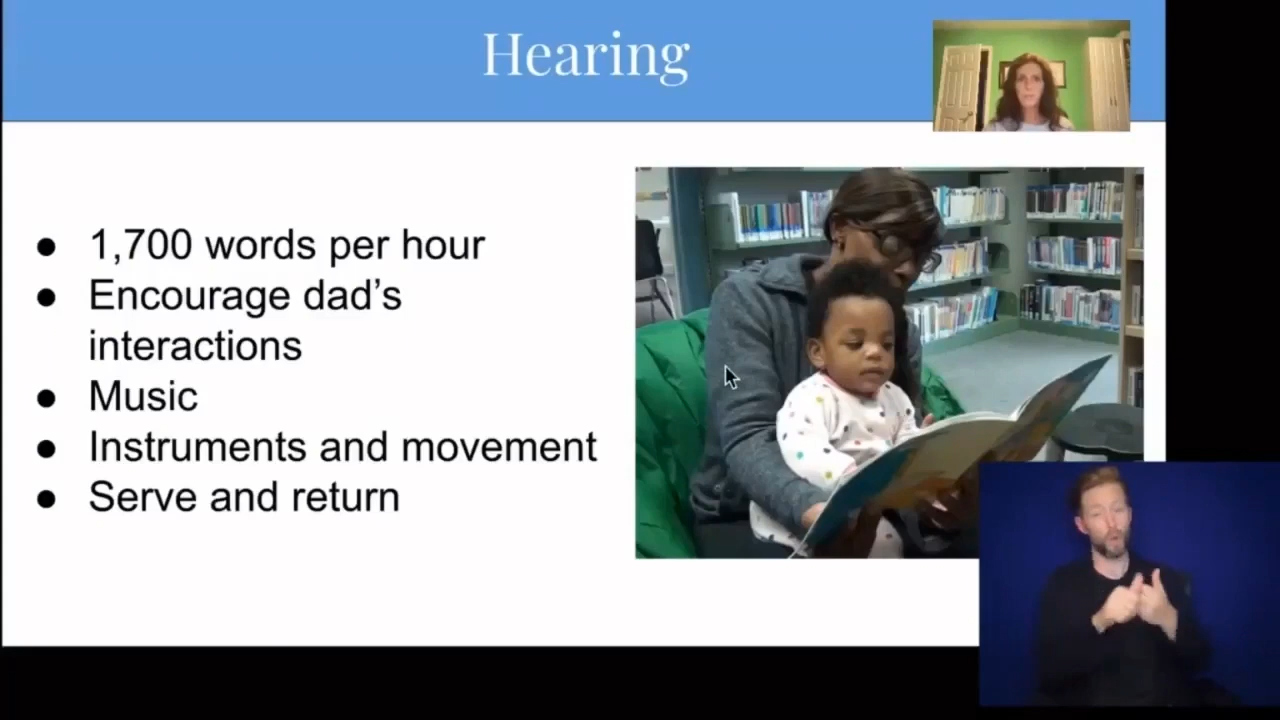 Hearing
● 1,700 words per hour
● Encourage dad’s
interactions
● Music
● Instruments and movement
● Serve and return